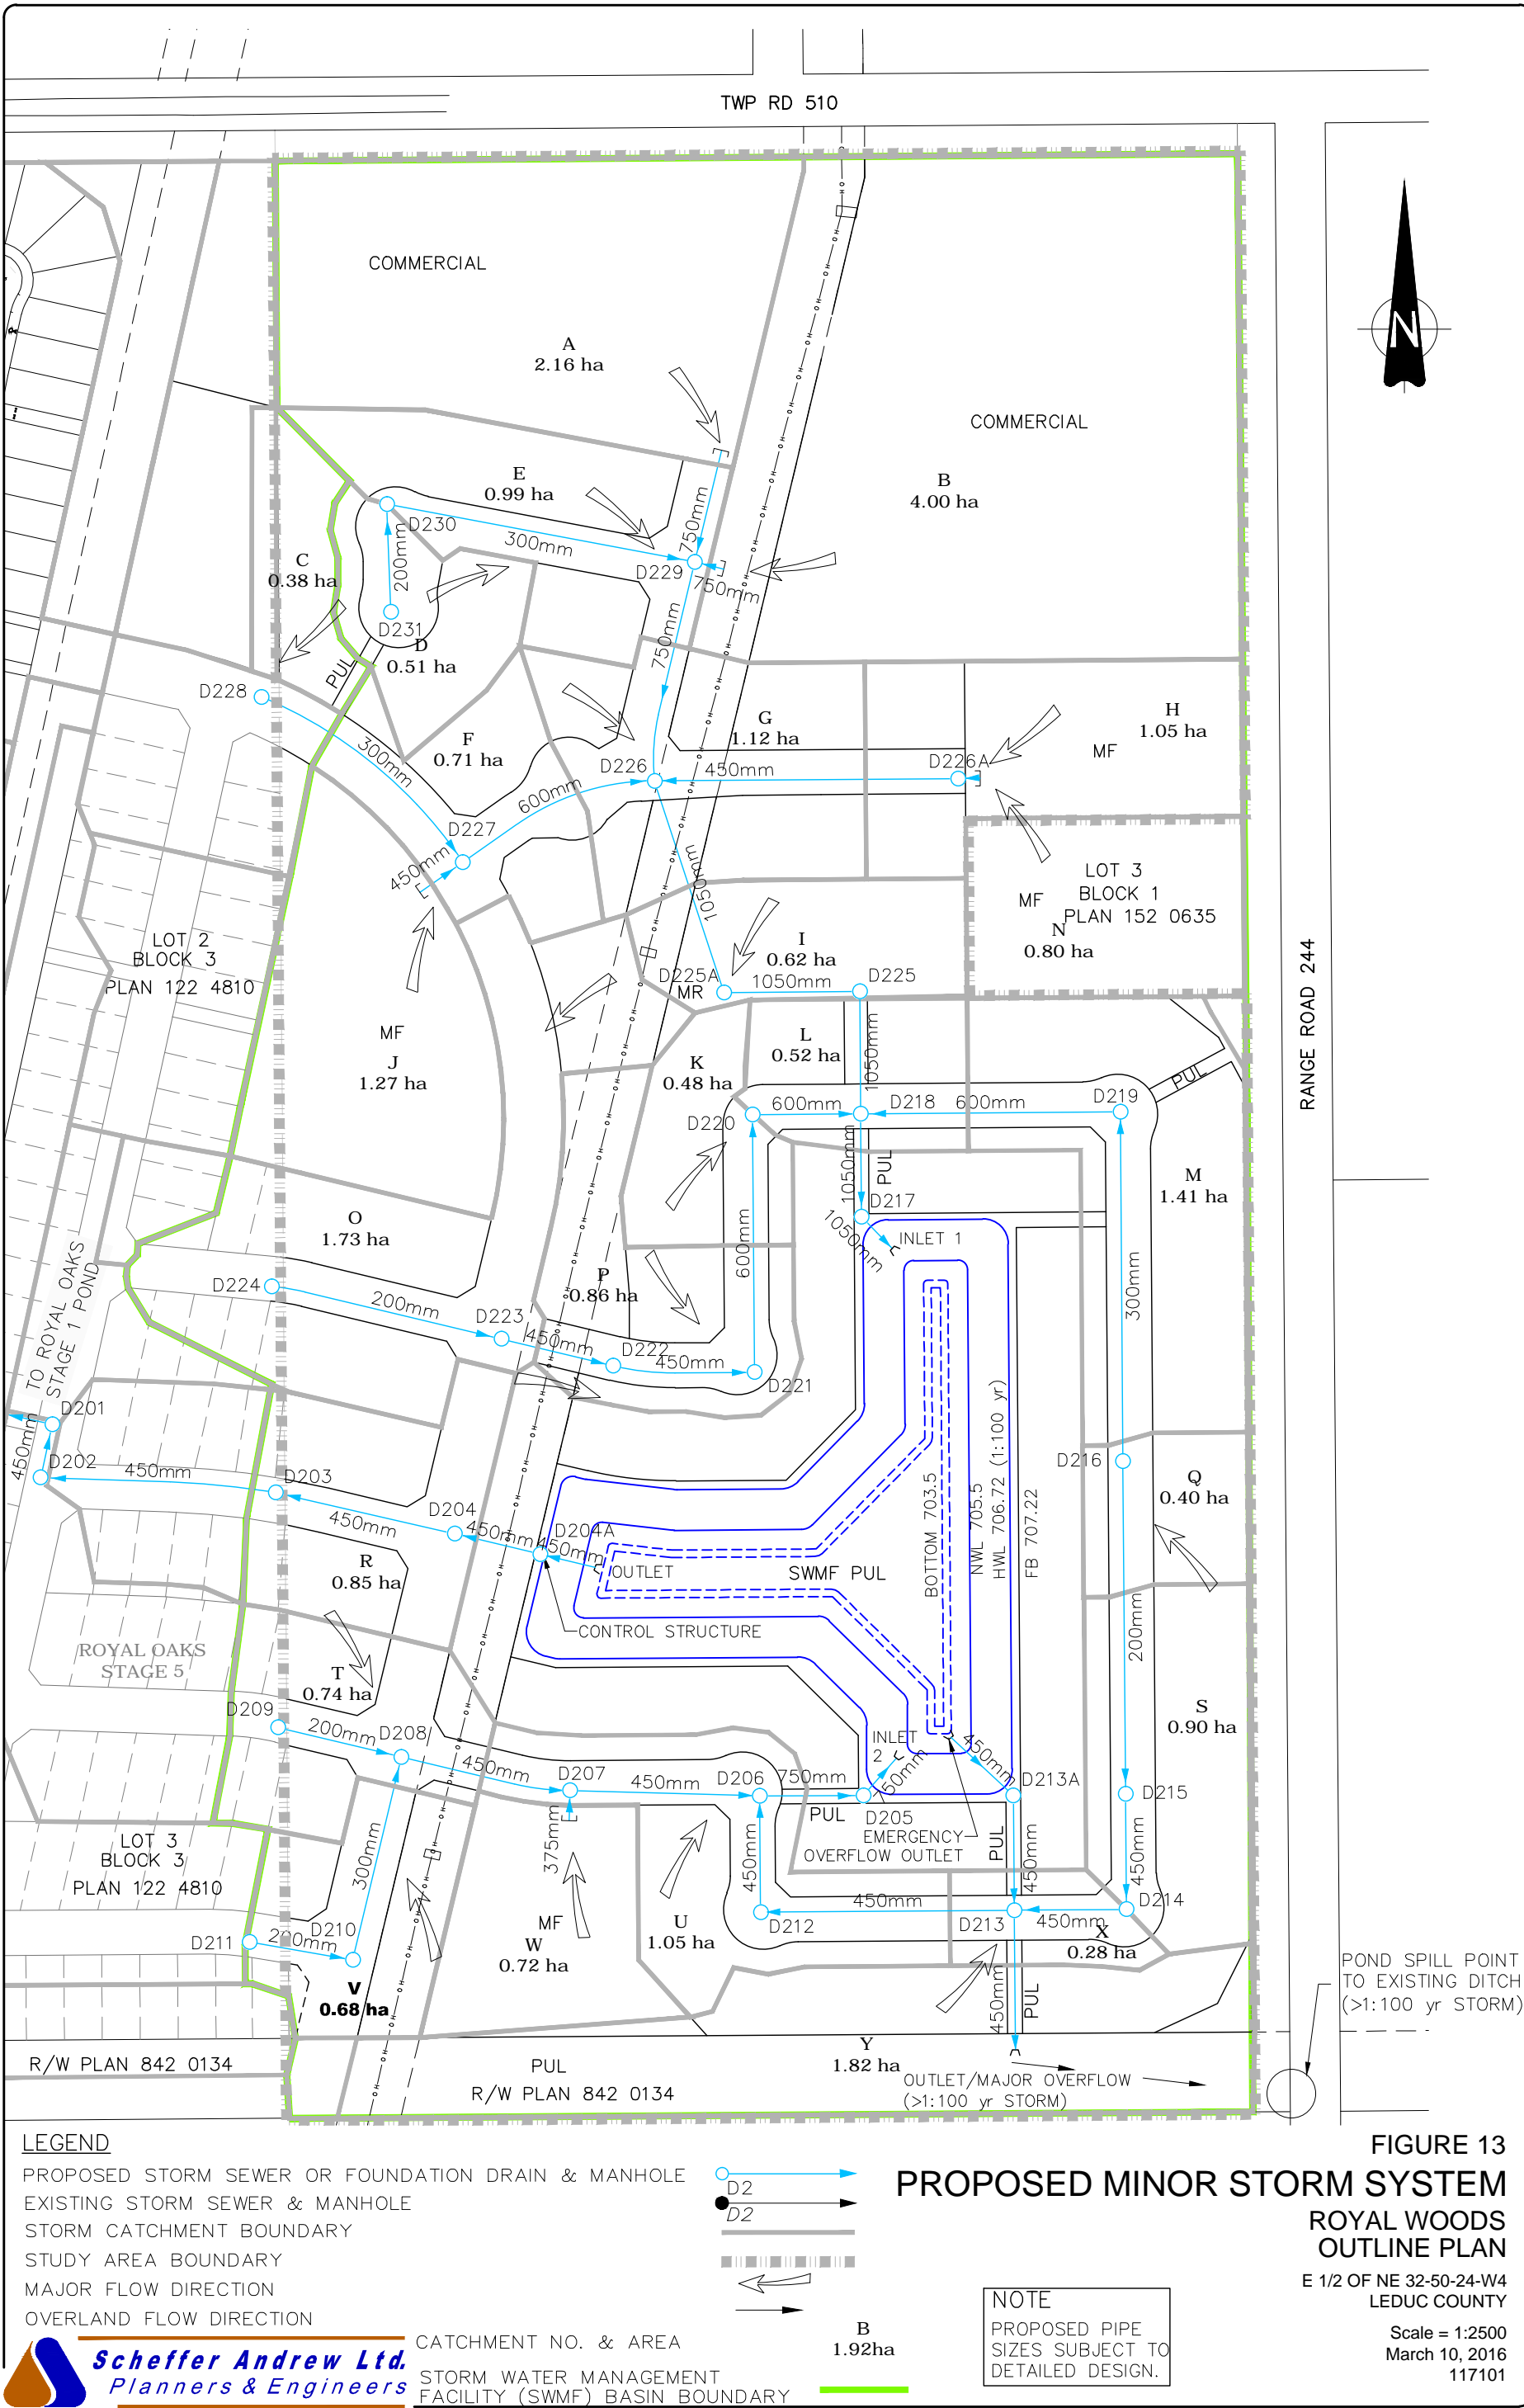 TWP RD 510
COMMERCIAL
A
2.16 ha
COMMERCIAL
B
4.00 ha
N
E
0.99 ha
750mm
D230
300mm
C
0.38 ha
200mm
D229
750mm
D231
D
0.51 ha
PUL
750mm
D228
G
1.12 ha
H
1.05 ha
MF
F
0.71 ha
300mm
D226
450mm
D226A
600mm
D227
450mm
1050mm
LOT 3
BLOCK 1
PLAN 152 0635
MF
N
0.80 ha
LOT 2
BLOCK 3
PLAN 122 4810
I
0.62 ha
D225A
1050mm
D225
MR
RANGE ROAD 244
MF
J
1.27 ha
L
0.52 ha
1050mm
K
0.48 ha
PUL
D220
600mm
D218
600mm
D219
1050mm
PUL
M
1.41 ha
D217
O
1.73 ha
1050mm
INLET 1
600mm
TO ROYAL OAKS
STAGE 1 POND
P
0.86 ha
D224
200mm
D223
450mm
D222
450mm
D221
300mm
D201
450mm
D202
450mm
D203
D216
Q
0.40 ha
D204
450mm
450mm
D204A
450mm
OUTLET
SWMF PUL
BOTTOM 703.5
NWL 705.5
HWL 706.72 (1:100 yr)
FB 707.22
R
0.85 ha
CONTROL STRUCTURE
200mm
ROYAL OAKS
STAGE 5
T
0.74 ha
S
0.90 ha
D209
200mm
D208
INLET
2
450mm
450mm
D207
450mm
D206
750mm
750mm
D213A
D215
PUL
D205
EMERGENCY
OVERFLOW OUTLET
PUL
450mm
450mm
LOT 3
BLOCK 3
PLAN 122 4810
300mm
375mm
450mm
D212
450mm
D213
450mm
D214
D211
200mm
D210
MF
W
0.72 ha
U
1.05 ha
X
0.28 ha
V
0.68 ha
450mm
PUL
POND SPILL POINT
TO EXISTING DITCH
(>1:100 yr STORM)
R/W PLAN 842 0134
PUL
R/W PLAN 842 0134
Y
1.82 ha
OUTLET/MAJOR OVERFLOW
(>1:100 yr STORM)
LEGEND
PROPOSED STORM SEWER OR FOUNDATION DRAIN & MANHOLE
D2
EXISTING STORM SEWER & MANHOLE
D2
STORM CATCHMENT BOUNDARY
STUDY AREA BOUNDARY
MAJOR FLOW DIRECTION
OVERLAND FLOW DIRECTION
CATCHMENT NO. & AREA
B
1.92ha
STORM WATER MANAGEMENT
FACILITY (SWMF) BASIN BOUNDARY
Scheffer Andrew Ltd.
Planners & Engineers
NOTE
PROPOSED PIPE
SIZES SUBJECT TO
DETAILED DESIGN.
FIGURE 13
PROPOSED MINOR STORM SYSTEM
ROYAL WOODS
OUTLINE PLAN
E 1/2 OF NE 32-50-24-W4
LEDUC COUNTY
Scale = 1:2500
March 10, 2016
117101